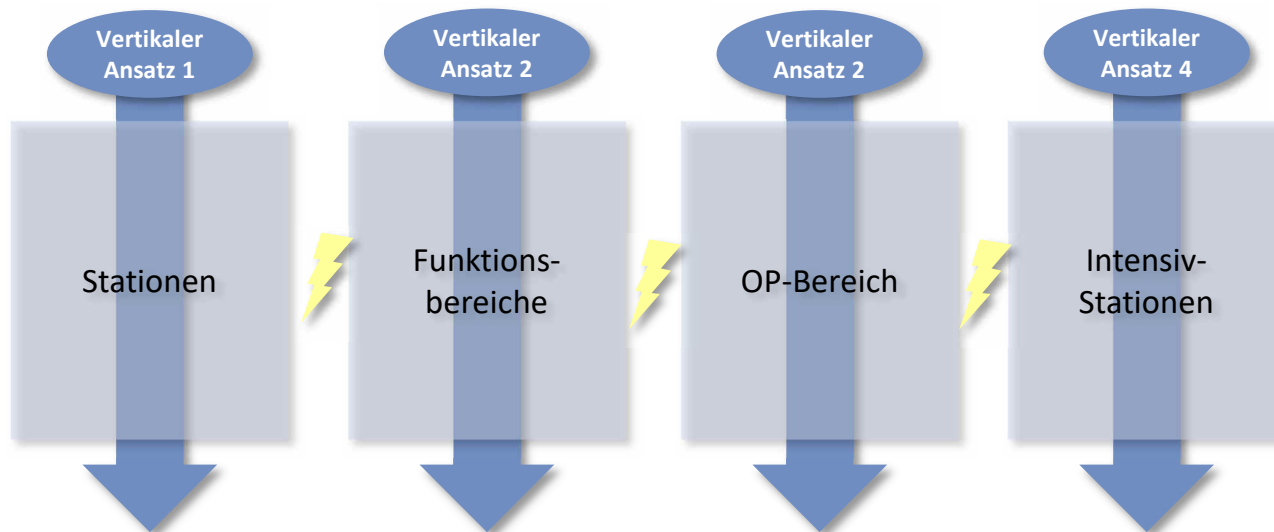 Vertikaler
Ansatz 1
Vertikaler
Ansatz 2
Vertikaler
Ansatz 2
Vertikaler
Ansatz 4
Stationen
Funktions-
bereiche
OP-Bereich
Intensiv-
Stationen